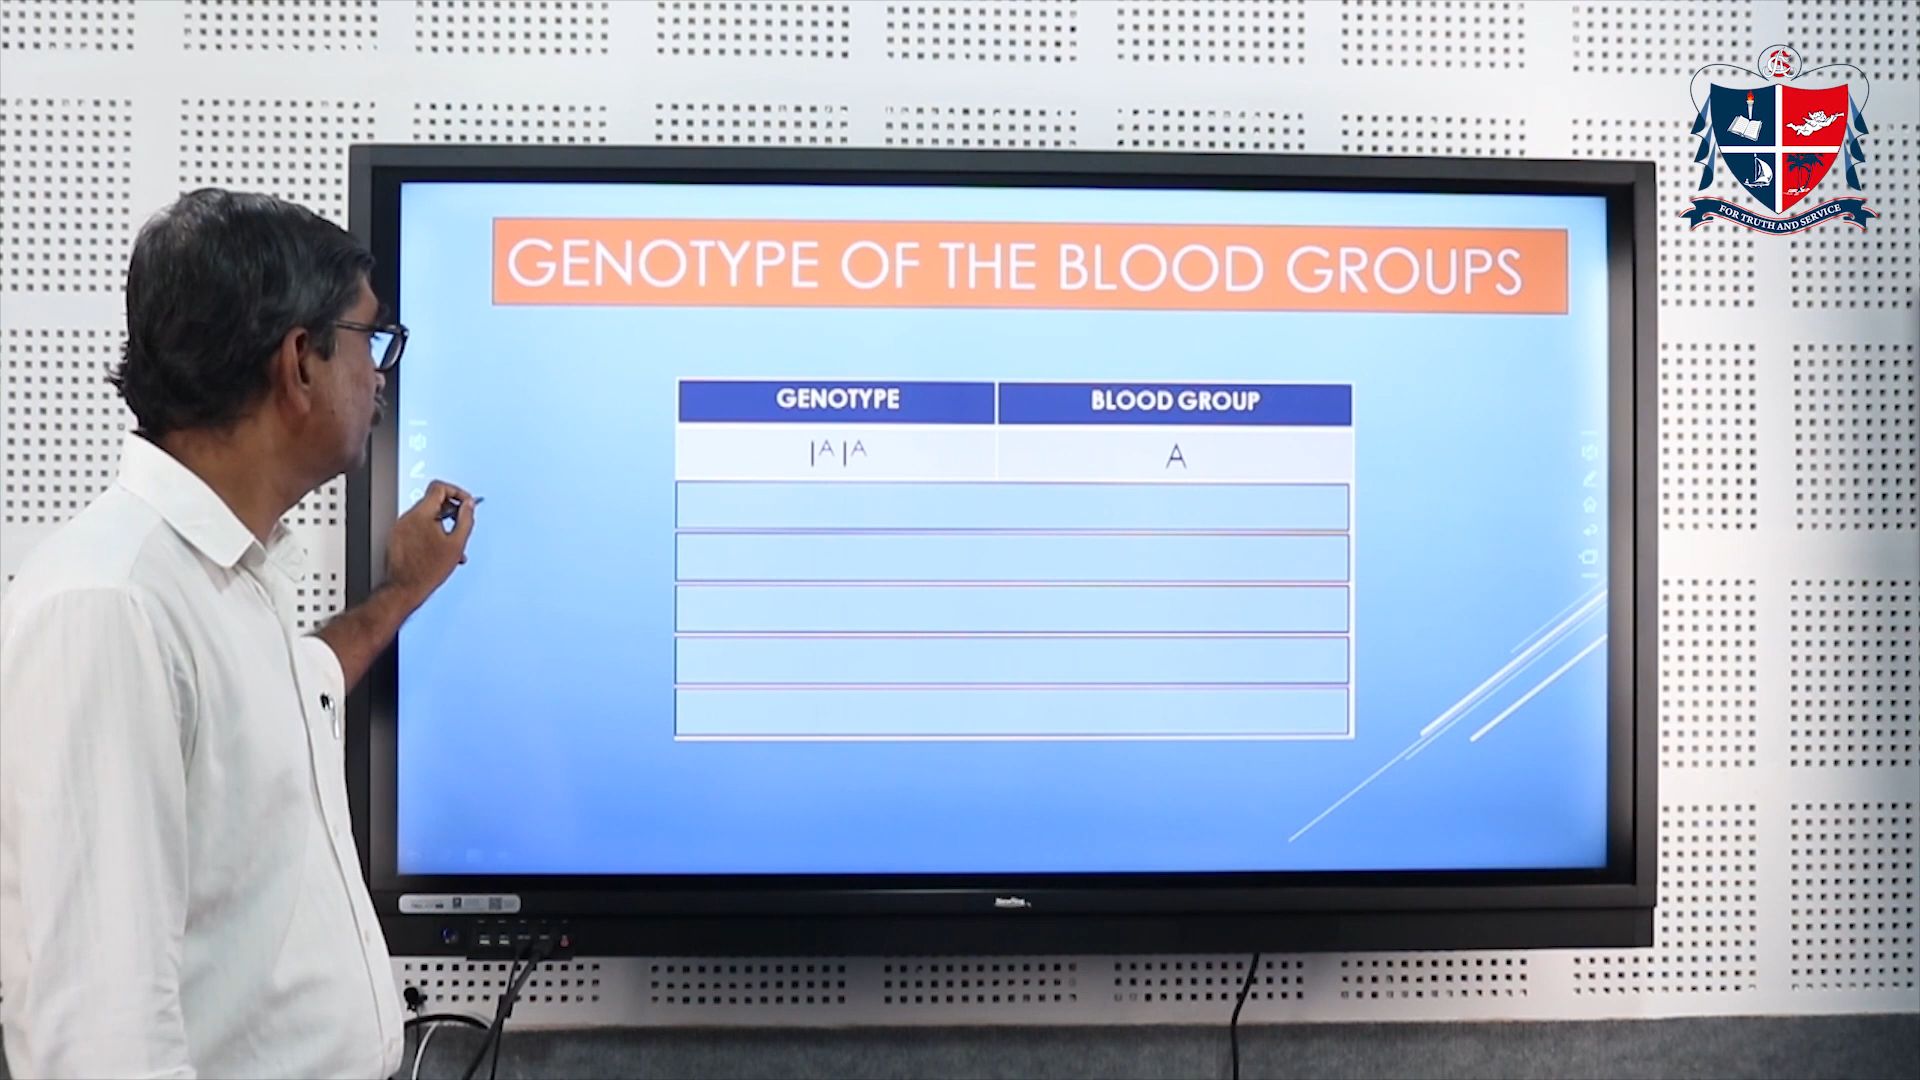 FOR TRUTH AND SERVICE
GENOTYPE OF THE BLOOD GROUPS
GENOTYPE BLOOD GROUP
IᴬIᴬ A